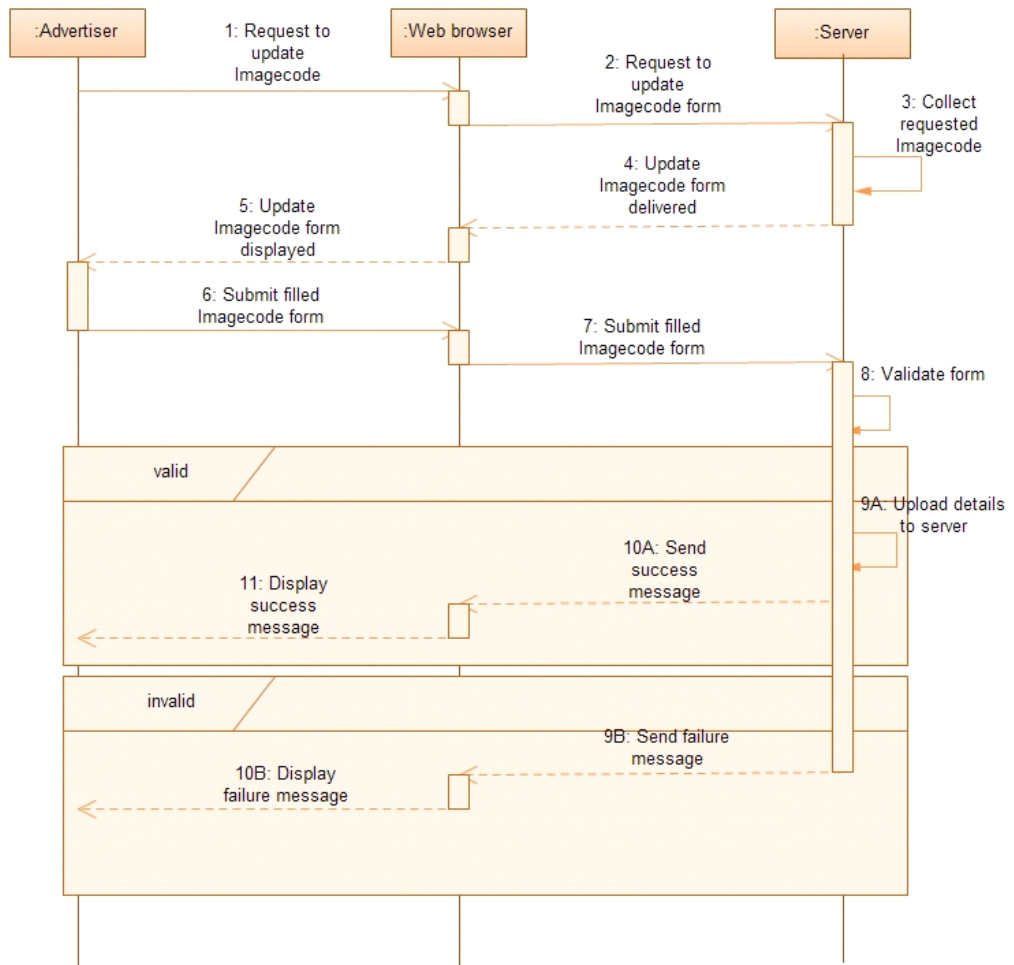 :Advertiser
:Web browser
:Server
1: Request to
update
Imagecode
2: Request to
update
Imagecode form
3: Collect
requested
Imagecode
4: Update
Imagecode form
delivered
5: Update
Imagecode form
displayed
6: Submit filled
Imagecode form
7: Submit filled
Imagecode form
8: Validate form
valid
9A: Upload details
to server
10A: Send
success
message
11: Display
success
message
invalid
9B: Send failure
message
10B: Display
failure message